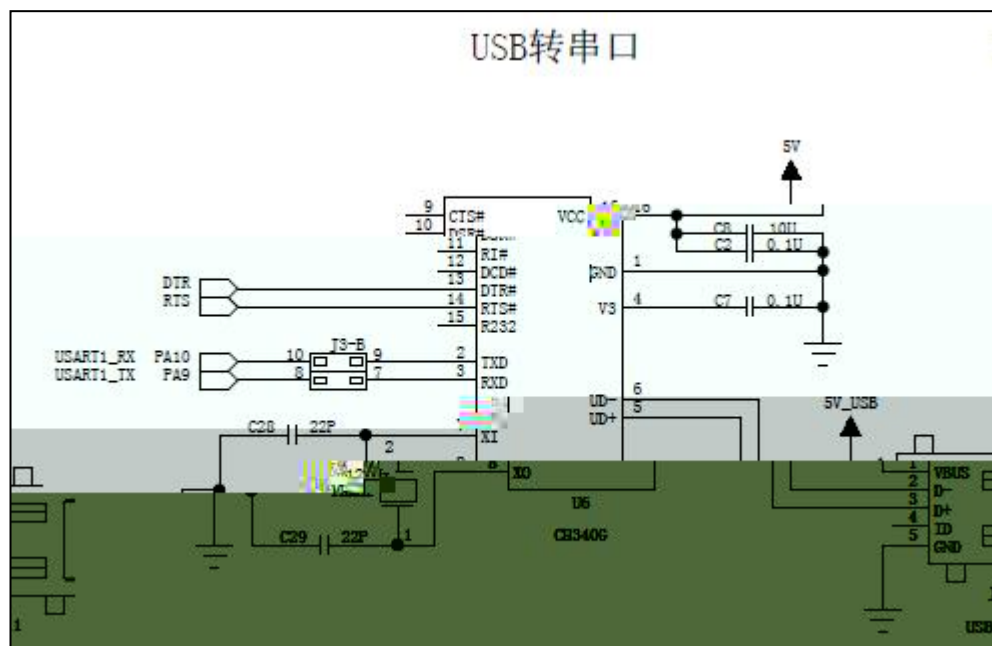 USB转串口
5V
9 CTS# VCC
10
11
12 RI# GND 1
DTR 13 DCD#
RTS 14 DTR#
15 RTS# V3 4
R232
C8 10U
C2 0.1U
C7 0.1U
USART1_RX PA10 10 J3-B 9 2 TXD
USART1_TX PA9 8 7 3 RXD
UD- 6
UD+ 5
5V_USB
C28 22P
2
XI
8 XO
U6
CH340G
C29 22P 1
1 VBUS
2 D-
3 D+
4 ID
5 GND
1
USB